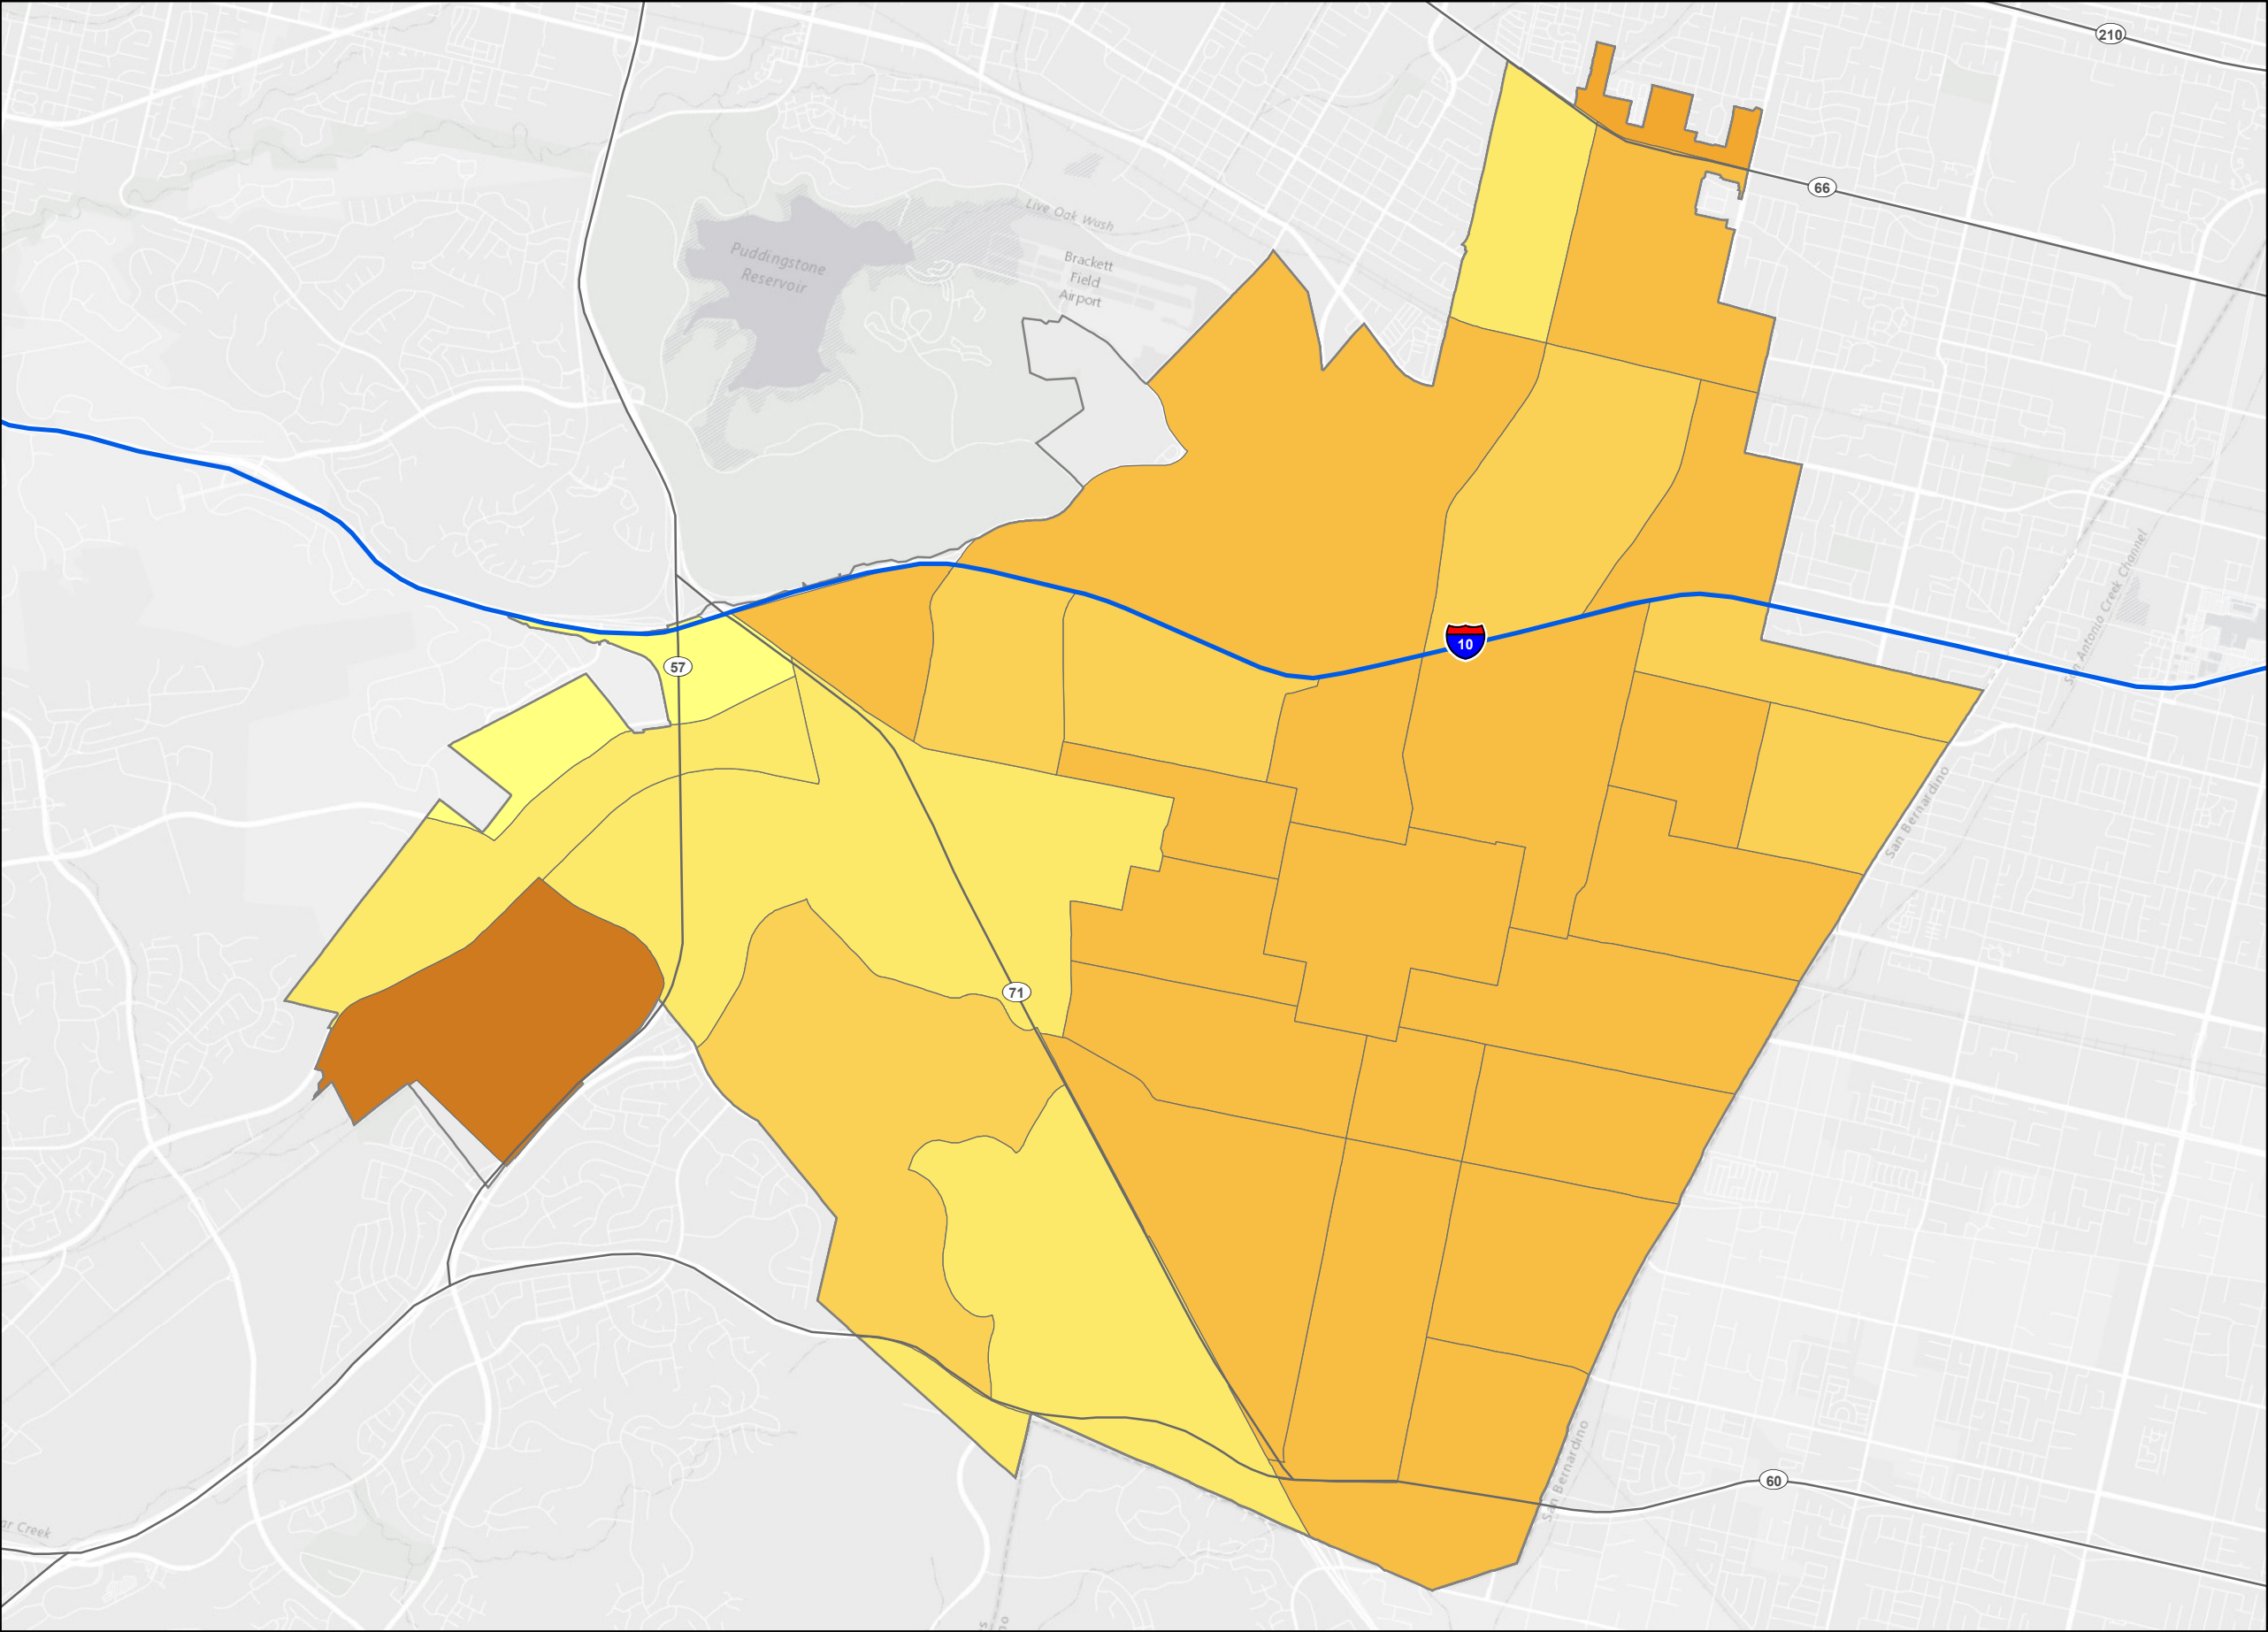 210
66
Live Oak Wash
Puddingstone
Reservoir
Brackett
Field
Airport
San Antonio Creek Channel
10
57
San Bernardino
71
San Bernardino
60
ar Creek